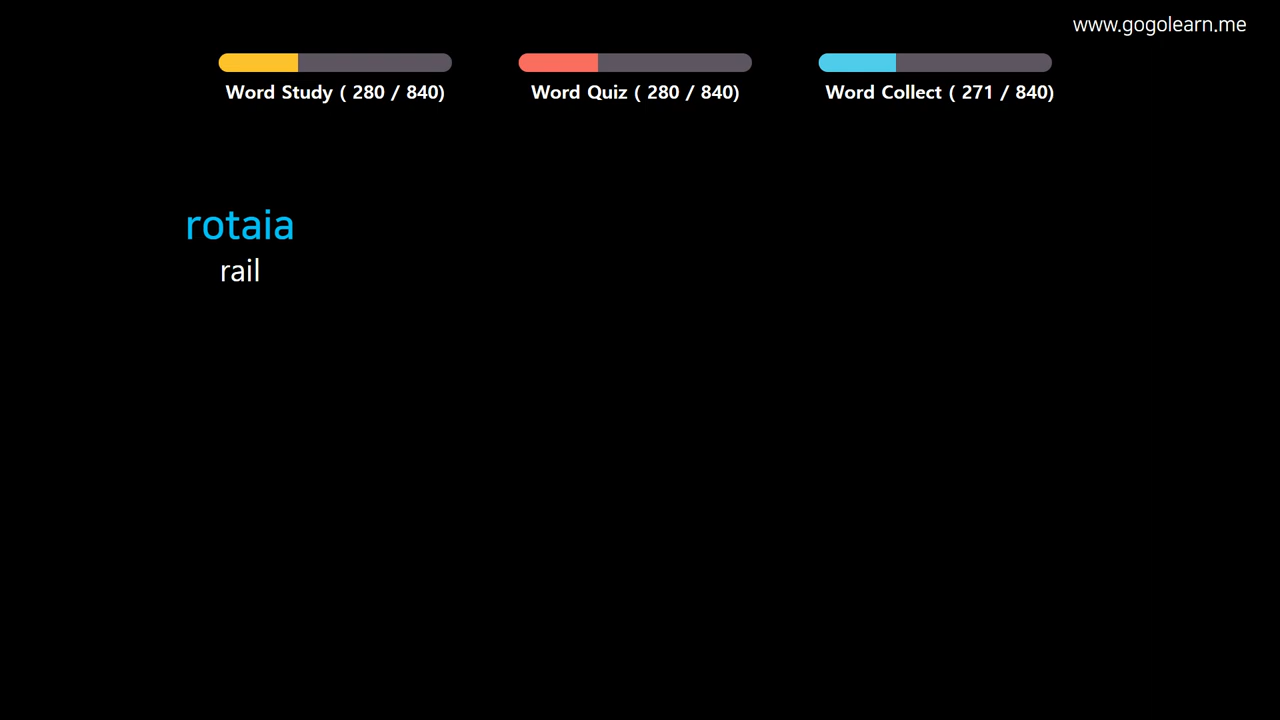 www.gogolearn.me
Word Study ( 280 / 840)
Word Quiz ( 280 / 840)
Word Collect ( 271 / 840)
rotaia
rail